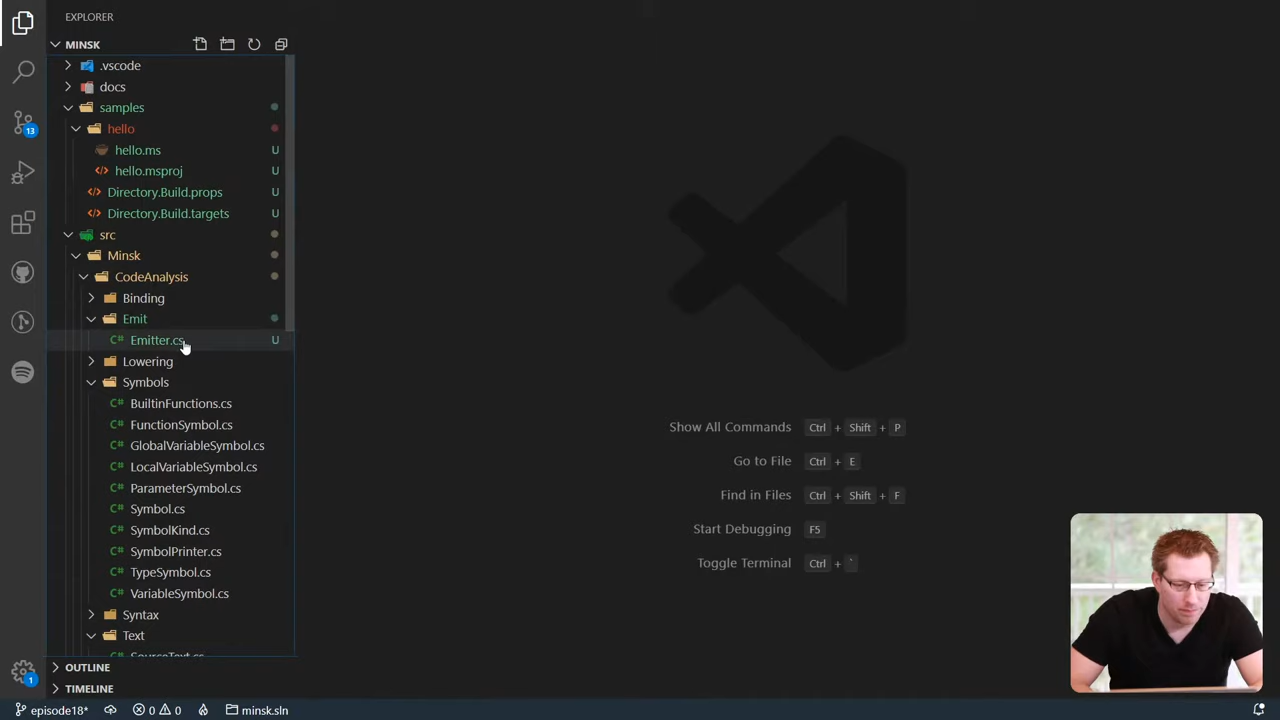 EXPLORER
MINSK
.vscode
docs
samples
hello
hello.ms U
hello.msproj U
Directory.Build.props U
Directory.Build.targets U
src
Minsk
CodeAnalysis
Binding
Emit
Emitter.cs U
Lowering
Symbols
C# BuiltinFunctions.cs
C# FunctionSymbol.cs
C# GlobalVariableSymbol.cs
C# LocalVariableSymbol.cs
C# ParameterSymbol.cs
C# Symbol.cs
C# SymbolKind.cs
C# SymbolPrinter.cs
C# TypeSymbol.cs
C# VariableSymbol.cs
Syntax
Text
SourceText.cs
OUTLINE
TIMELINE
13
1
Show All Commands Ctrl + Shift + P
Go to File Ctrl + E
Find in Files Ctrl + Shift + F
Start Debugging F5
Toggle Terminal Ctrl + `
episode18* 0 0 minsk.sln